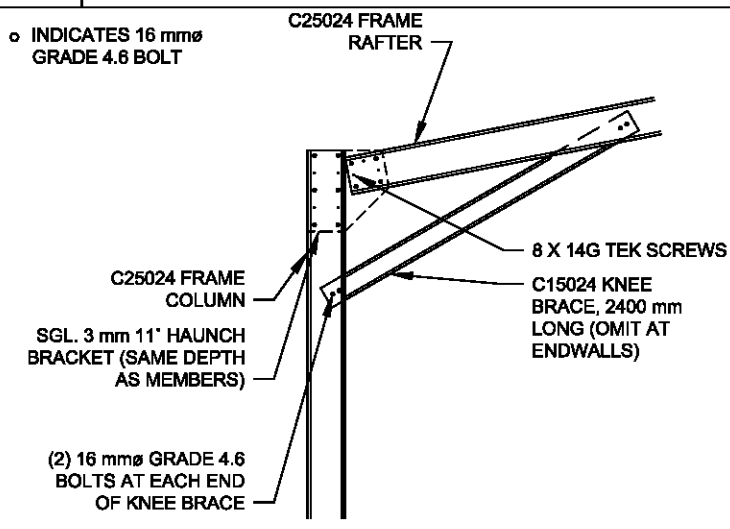 o INDICATES 16 mmø
GRADE 4.6 BOLT
C25024 FRAME
RAFTER
8 X 14G TEK SCREWS
C15024 KNEE
BRACE, 2400 mm
LONG (OMIT AT
ENDWALLS)
C25024 FRAME
COLUMN
SGL. 3 mm 11° HAUNCH
BRACKET (SAME DEPTH
AS MEMBERS)
(2) 16 mmø GRADE 4.6
BOLTS AT EACH END
OF KNEE BRACE